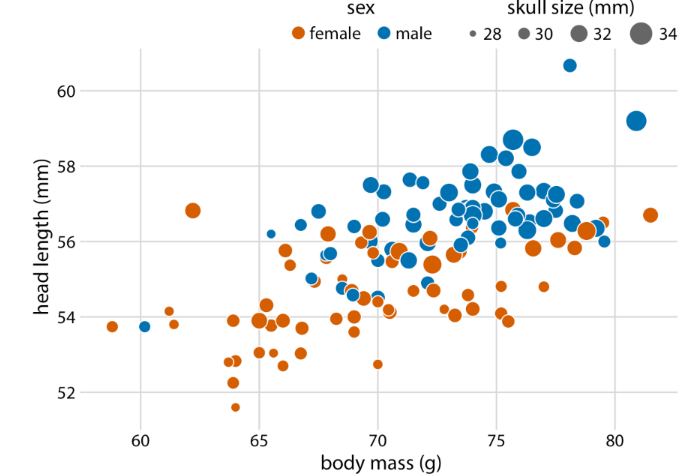 sex skull size (mm)
female male 28 30 32 34
60
58
56
54
52
head length (mm)
60 65 70 75 80
body mass (g)